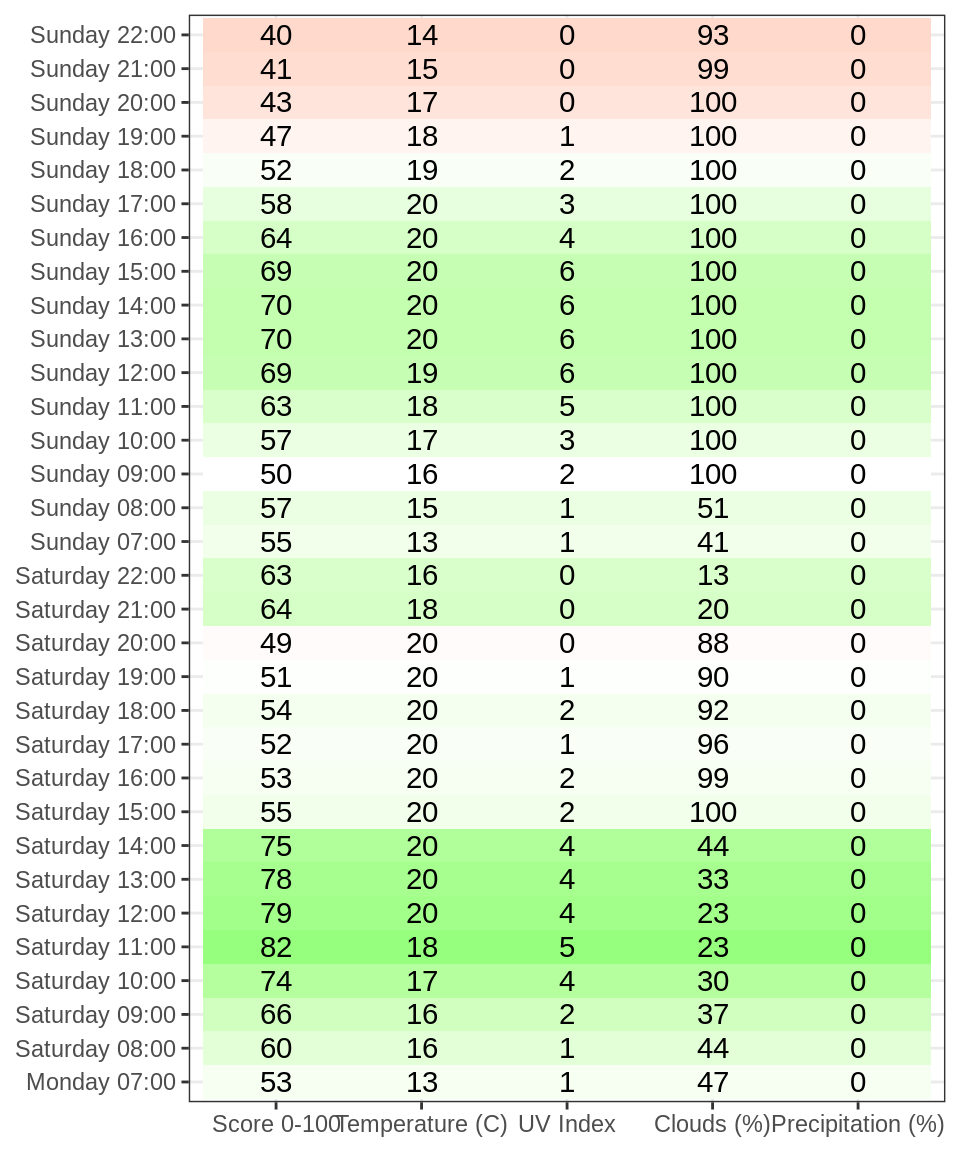 Sunday 22:00 40 14 0 93 0
Sunday 21:00 41 15 0 99 0
Sunday 20:00 43 17 0 100 0
Sunday 19:00 47 18 1 100 0
Sunday 18:00 52 19 2 100 0
Sunday 17:00 58 20 3 100 0
Sunday 16:00 64 20 4 100 0
Sunday 15:00 69 20 6 100 0
Sunday 14:00 70 20 6 100 0
Sunday 13:00 70 20 6 100 0
Sunday 12:00 69 19 6 100 0
Sunday 11:00 63 18 5 100 0
Sunday 10:00 57 17 3 100 0
Sunday 09:00 50 16 2 100 0
Sunday 08:00 57 15 1 51 0
Sunday 07:00 55 13 1 41 0
Saturday 22:00 63 16 0 13 0
Saturday 21:00 64 18 0 20 0
Saturday 20:00 49 20 0 88 0
Saturday 19:00 51 20 1 90 0
Saturday 18:00 54 20 2 92 0
Saturday 17:00 52 20 1 96 0
Saturday 16:00 53 20 2 99 0
Saturday 15:00 55 20 2 100 0
Saturday 14:00 75 20 4 44 0
Saturday 13:00 78 20 4 33 0
Saturday 12:00 79 20 4 23 0
Saturday 11:00 82 18 5 23 0
Saturday 10:00 74 17 4 30 0
Saturday 09:00 66 16 2 37 0
Saturday 08:00 60 16 1 44 0
Monday 07:00 53 13 1 47 0
Score 0-100 Temperature (C) UV Index Clouds (%) Precipitation (%)